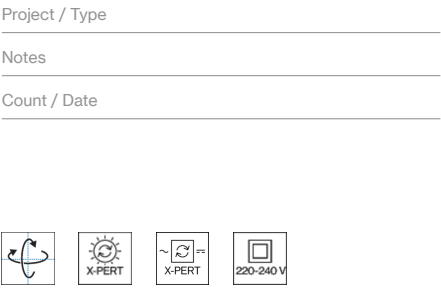 Project / Type
Notes
Count / Date
X-PERT
X-PERT
220-240 V